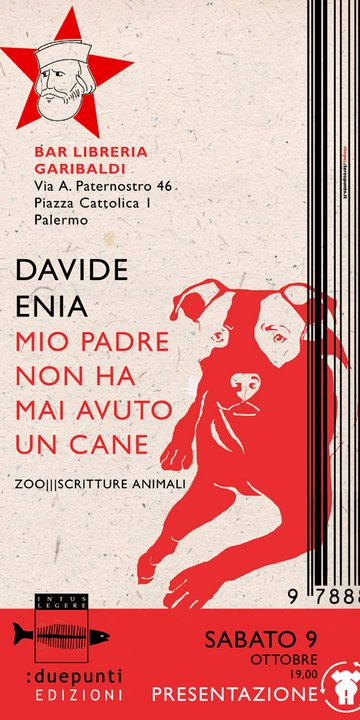 BAR LIBRERIA
GARIBALDI
Via A. Paternostro 46
Piazza Cattolica 1
Palermo
DAVIDE
ENIA
MIO PADRE
NON HA
MAI AVUTO
UN CANE
ZOO|||SCRITTURE ANIMALI
9 7888
INTUS
LEGERE
:duepunti
EDIZIONI
SABATO 9
OTTOBRE
19,00
PRESENTAZIONE